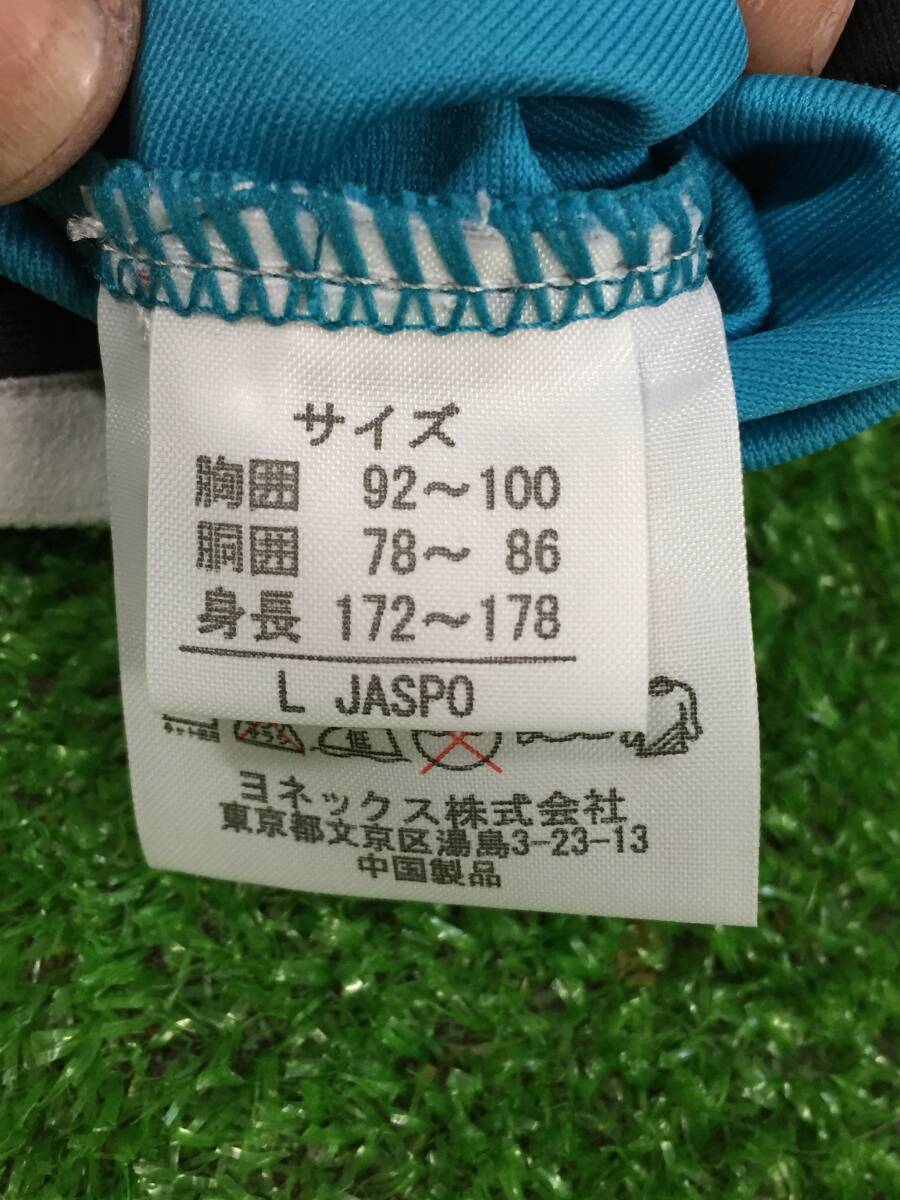 サイズ
胸囲 92～100
胴囲 78～ 86
身長 172～178
L JASPO
低
ヨネックス株式会社
東京都文京区湯島3-23-13
中国製品